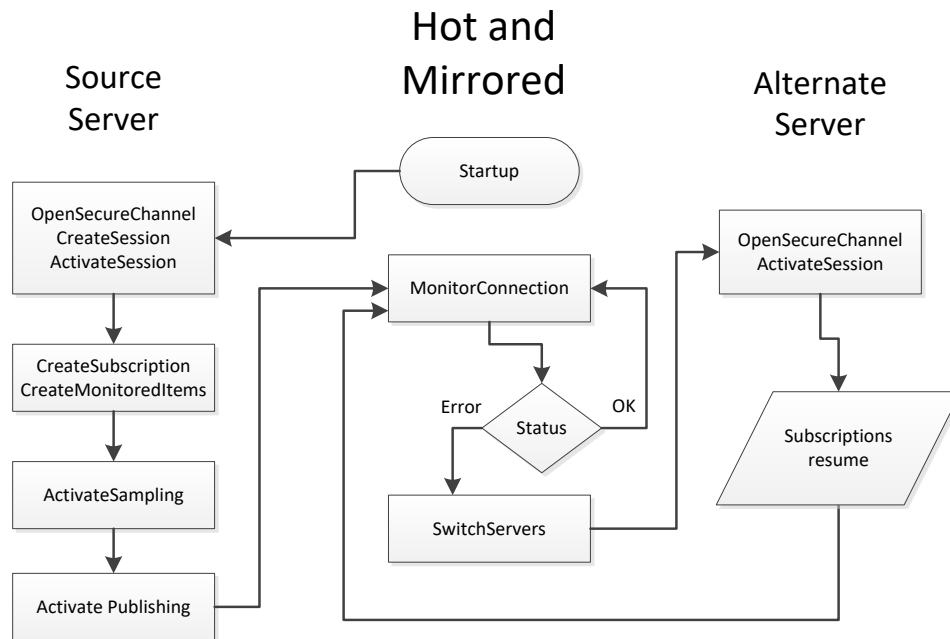 Hot and
Mirrored
Source
Server
Alternate
Server
Startup
OpenSecureChannel
CreateSession
ActivateSession
OpenSecureChannel
ActivateSession
MonitorConnection
CreateSubscription
CreateMonitoredItems
Error
OK
Status
Subscriptions
resume
ActivateSampling
SwitchServers
Activate Publishing